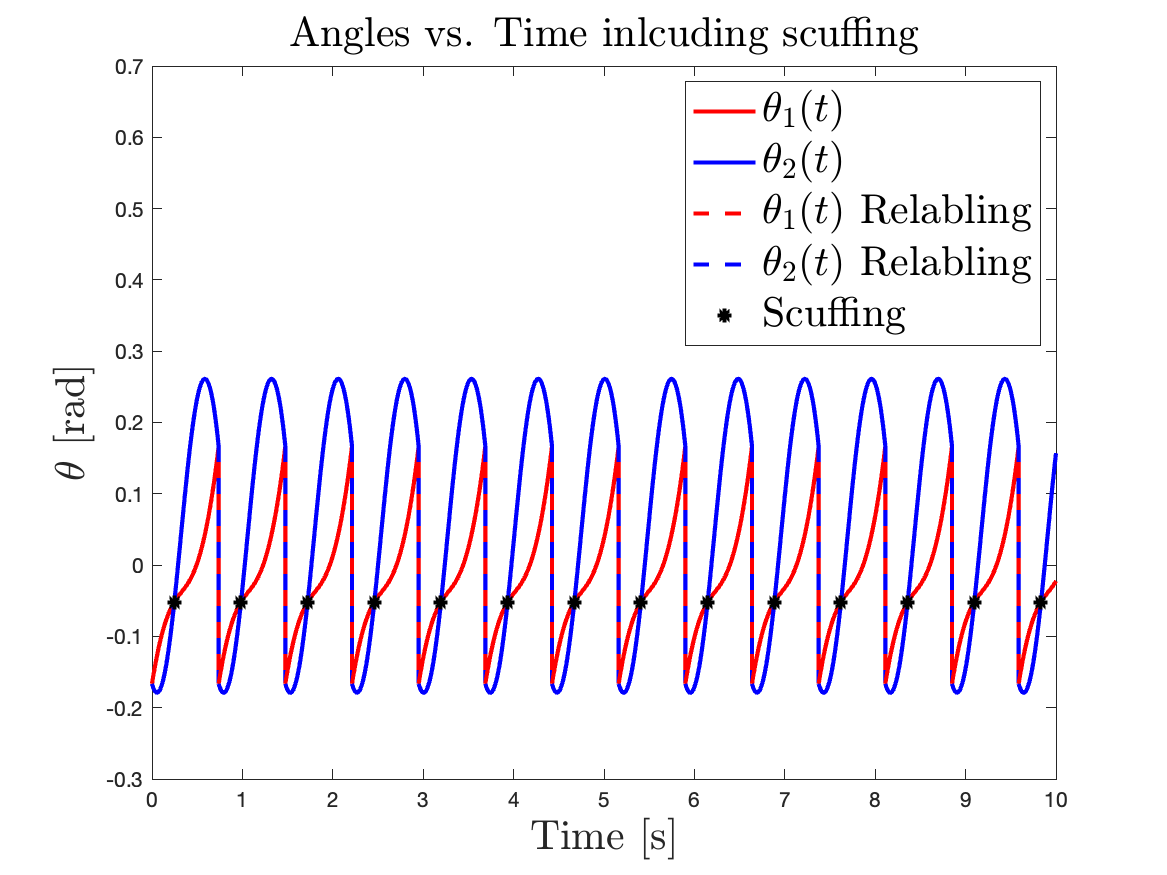 Angles vs. Time inlcuding scuffing
θ₁(t)
θ₂(t)
θ₁(t) Relabling
θ₂(t) Relabling
Scuffing
0.7
0.6
0.5
0.4
0.3
0.2
0.1
0
-0.1
-0.2
-0.3
θ [rad]
0 1 2 3 4 5 6 7 8 9 10
Time [s]